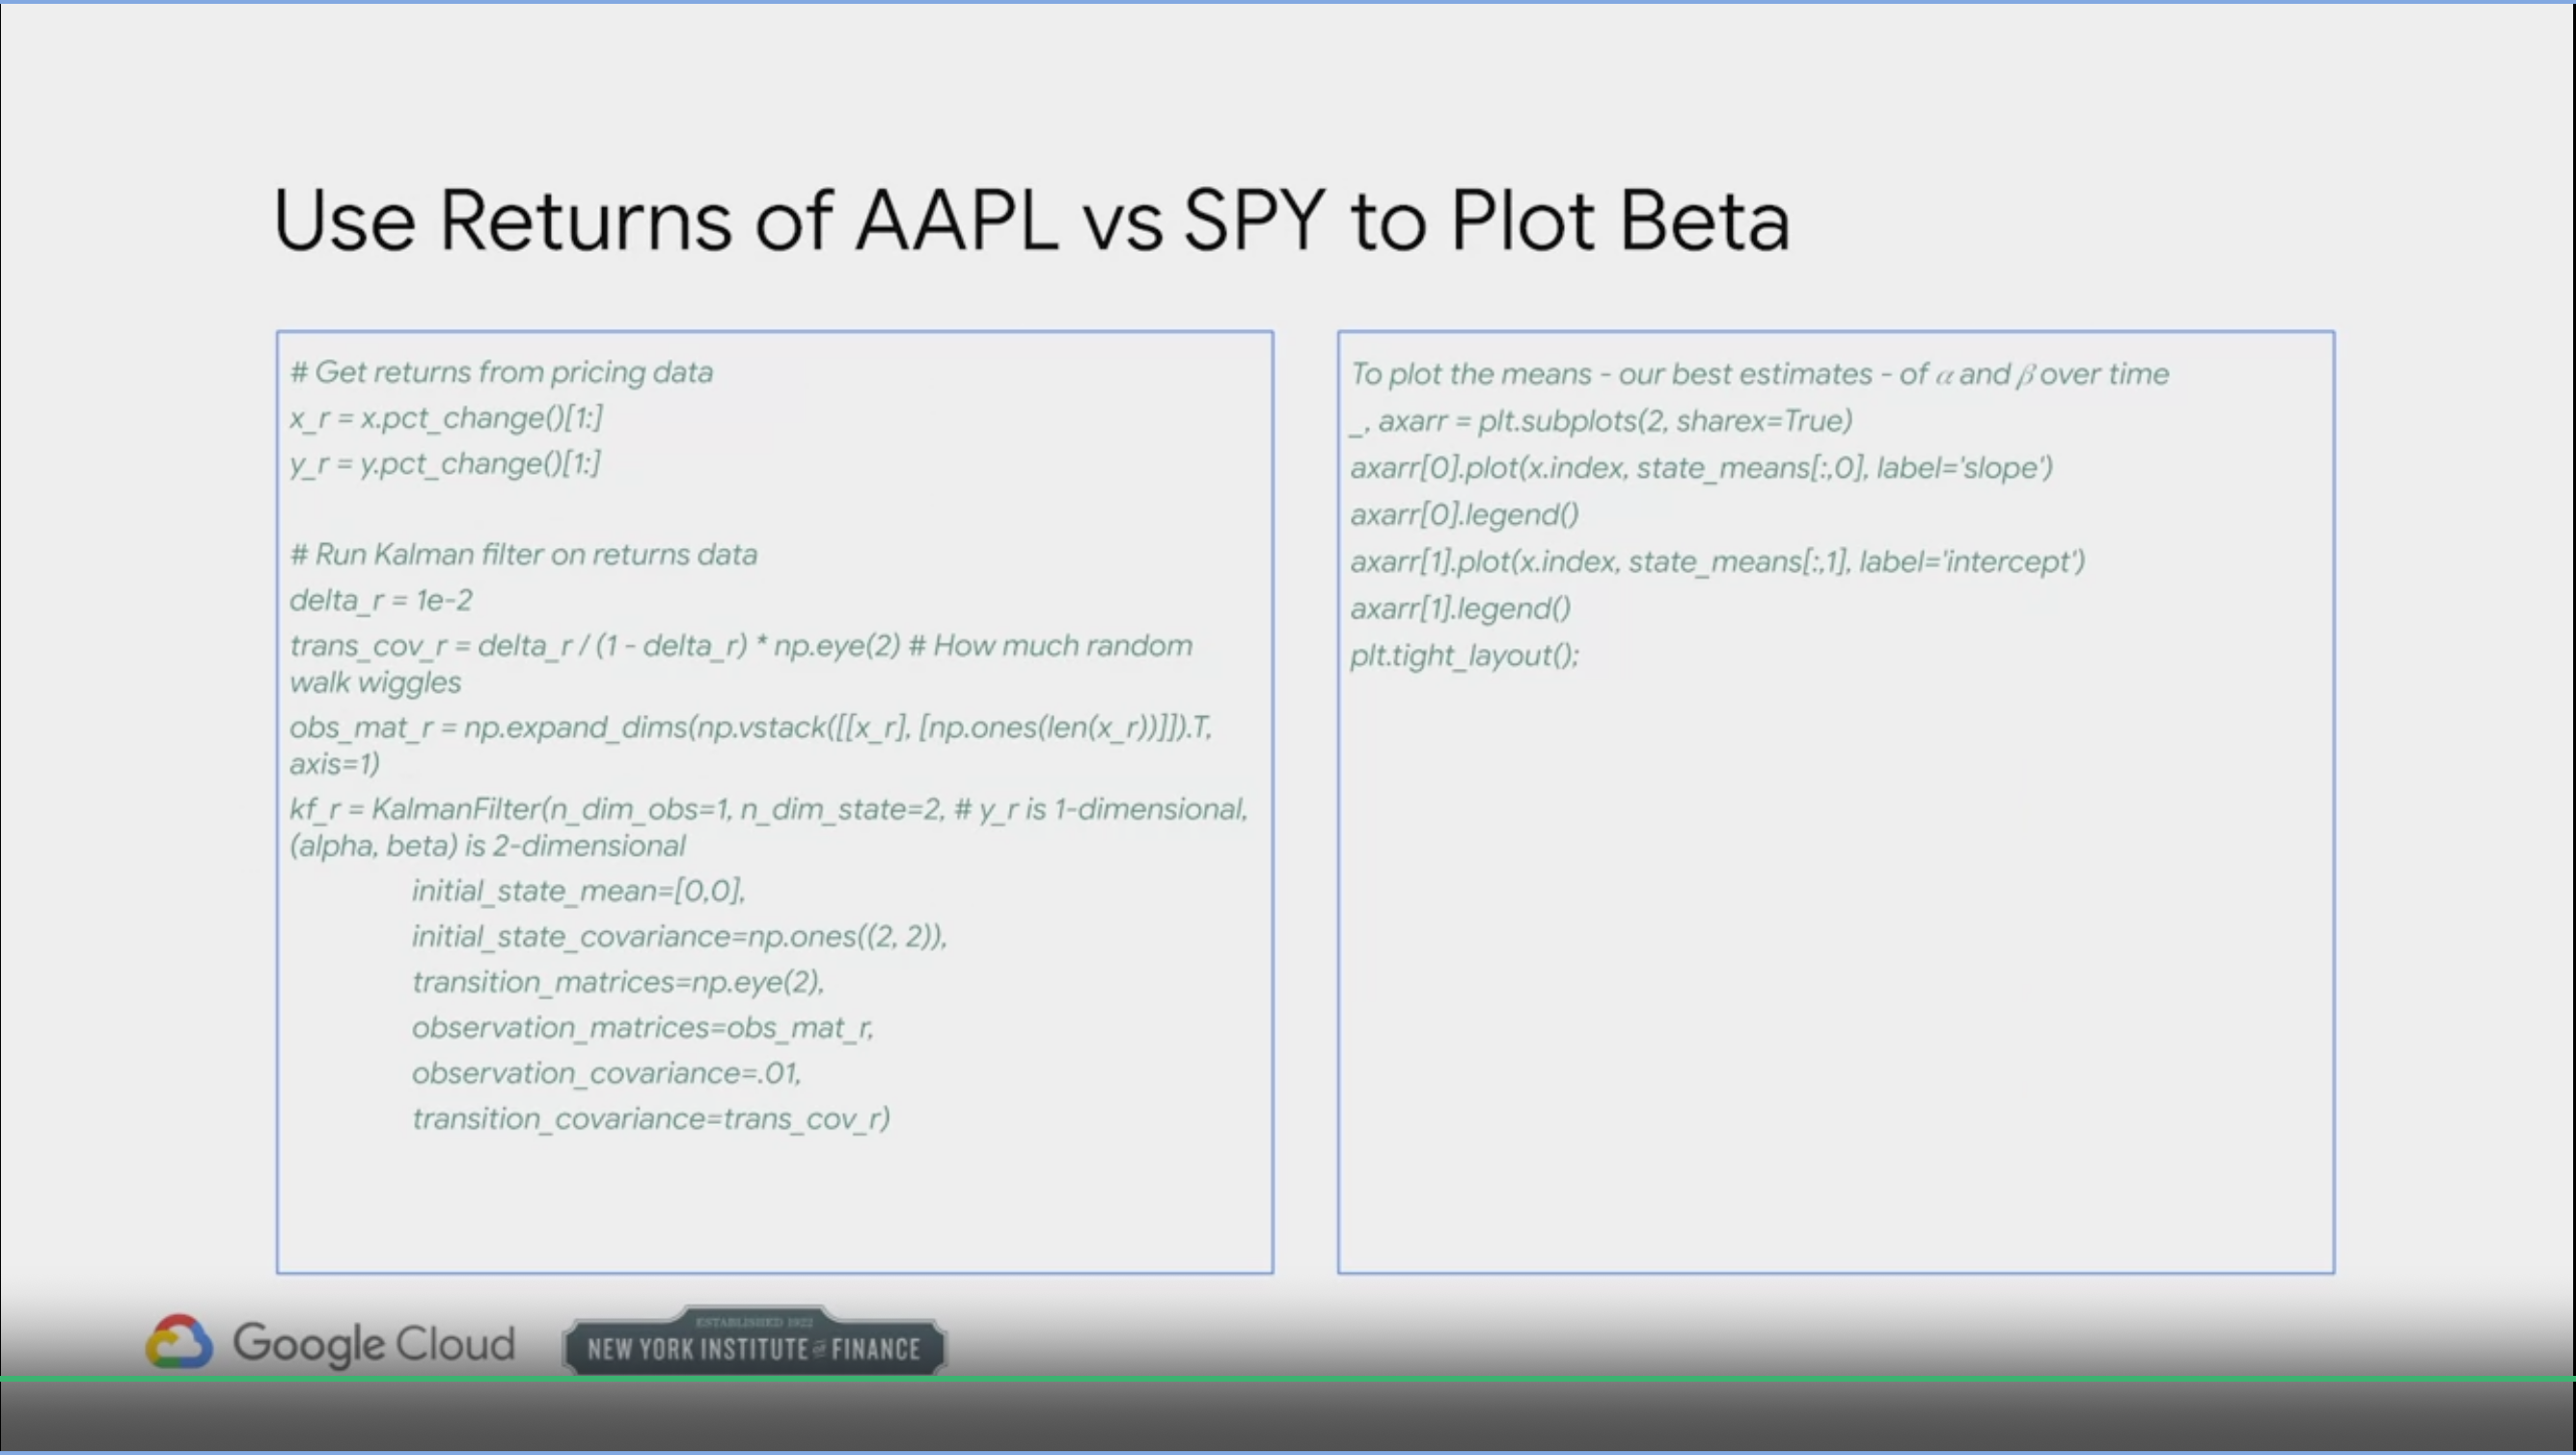 Use Returns of AAPL vs SPY to Plot Beta
# Get returns from pricing data
x_r = x.pct_change()[1:]
y_r = y.pct_change()[1:]
# Run Kalman filter on returns data
delta_r = 1e-2
trans_cov_r = delta_r / (1 - delta_r) * np.eye(2) # How much random
walk wiggles
obs_mat_r = np.expand_dims(np.vstack([[x_r], [np.ones(len(x_r))]]).T,
axis=1)
kf_r = KalmanFilter(n_dim_obs=1, n_dim_state=2, # y_r is 1-dimensional,
(alpha, beta) is 2-dimensional
initial_state_mean=[0,0],
initial_state_covariance=np.ones((2, 2)),
transition_matrices=np.eye(2),
observation_matrices=obs_mat_r,
observation_covariance=.01,
transition_covariance=trans_cov_r)
To plot the means - our best estimates - of α and β over time
_, axarr = plt.subplots(2, sharex=True)
axarr[0].plot(x.index, state_means[:,0], label='slope')
axarr[0].legend()
axarr[1].plot(x.index, state_means[:,1], label='intercept')
axarr[1].legend()
plt.tight_layout();
Google Cloud
ESTABLISHED 1922
NEW YORK INSTITUTE OF FINANCE